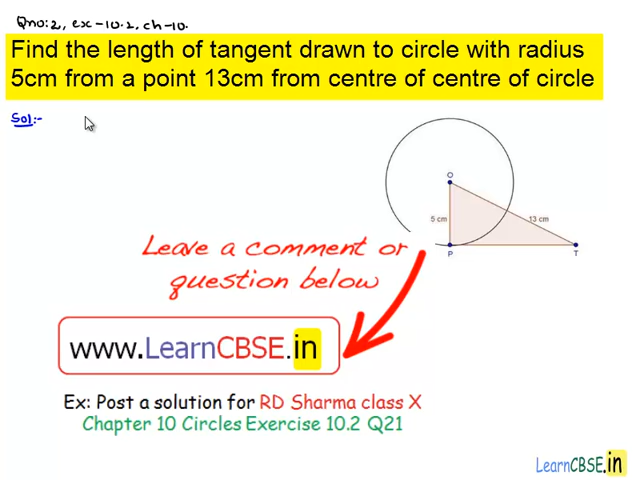 Qno:2, ex-10.2, ch-10.
Find the length of tangent drawn to circle with radius
5cm from a point 13cm from centre of centre of circle
Sol:-
O
5 cm
13 cm
P
T
Leave a comment or
question below
www.LearnCBSE.in
Ex: Post a solution for RD Sharma class X
Chapter 10 Circles Exercise 10.2 Q21
LearnCBSE.in